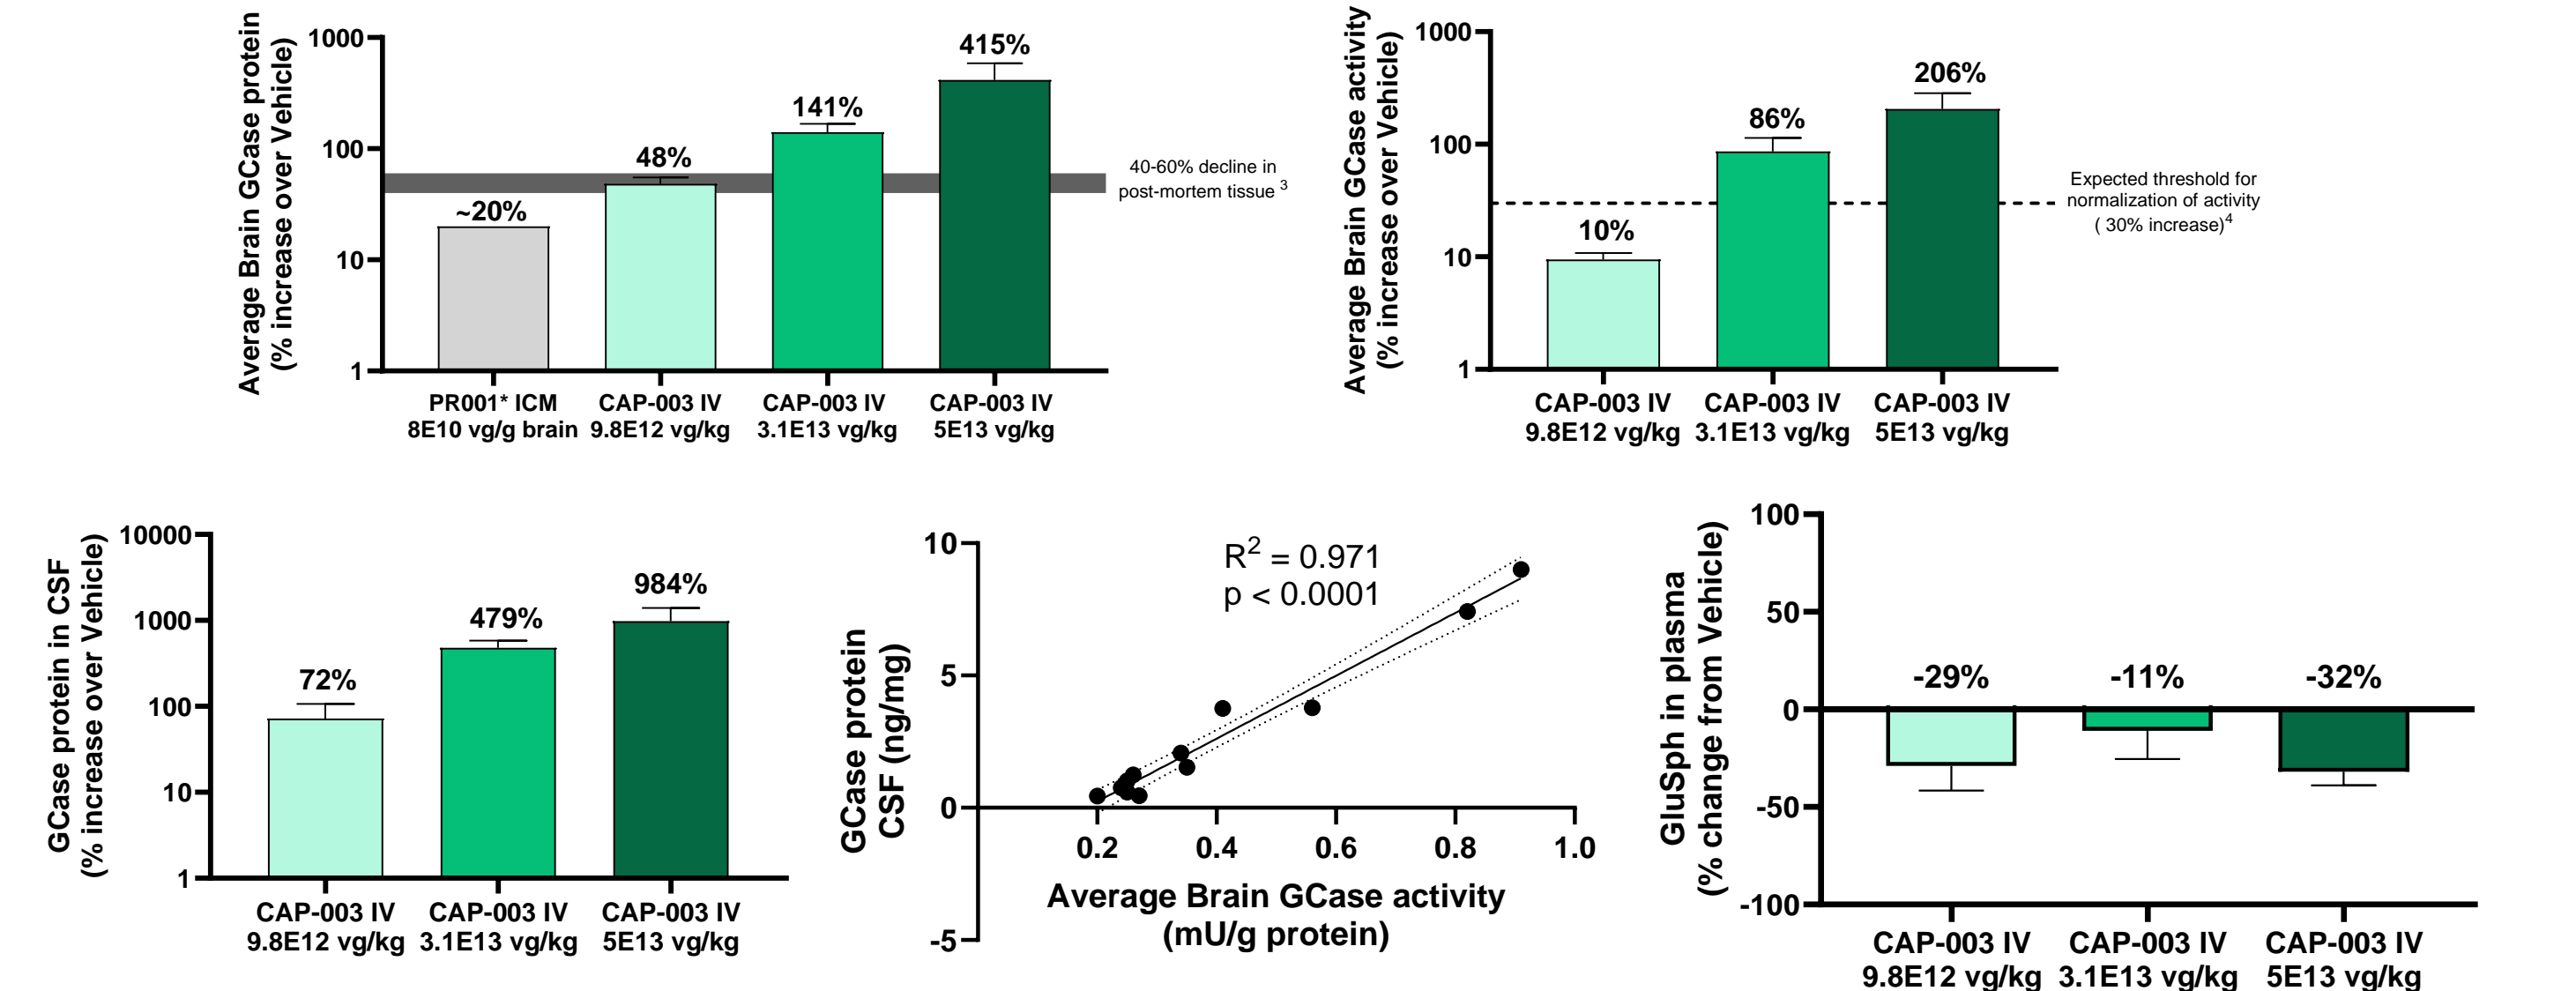 Average Brain GCase protein
(% increase over Vehicle)
1000
100
10
1
~20%
48%
141%
415%
40-60% decline in
post-mortem tissue 3
PR001* ICM
8E10 vg/g brain
CAP-003 IV
9.8E12 vg/kg
CAP-003 IV
3.1E13 vg/kg
CAP-003 IV
5E13 vg/kg
Average Brain GCase activity
(% increase over Vehicle)
1000
100
10
1
10%
86%
206%
Expected threshold for
normalization of activity
( 30% increase)4
CAP-003 IV
9.8E12 vg/kg
CAP-003 IV
3.1E13 vg/kg
CAP-003 IV
5E13 vg/kg
GCase protein in CSF
(% increase over Vehicle)
10000
1000
100
10
1
72%
479%
984%
CAP-003 IV
9.8E12 vg/kg
CAP-003 IV
3.1E13 vg/kg
CAP-003 IV
5E13 vg/kg
GCase protein
CSF (ng/mg)
10
5
0
-5
R2 = 0.971
p < 0.0001
0.2
0.4
0.6
0.8
1.0
Average Brain GCase activity
(mU/g protein)
GluSph in plasma
(% change from Vehicle)
100
50
0
-50
-100
-29%
-11%
-32%
CAP-003 IV
9.8E12 vg/kg
CAP-003 IV
3.1E13 vg/kg
CAP-003 IV
5E13 vg/kg